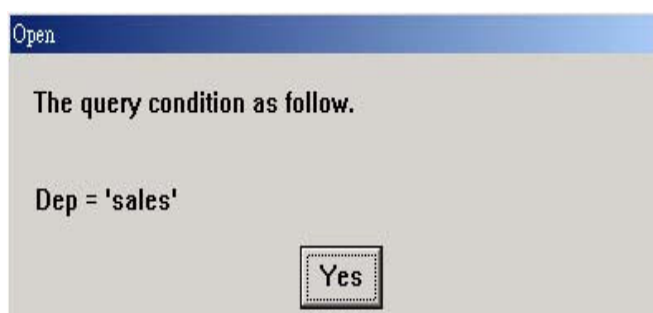 Open
The query condition as follow.
Dep = 'sales'
Yes